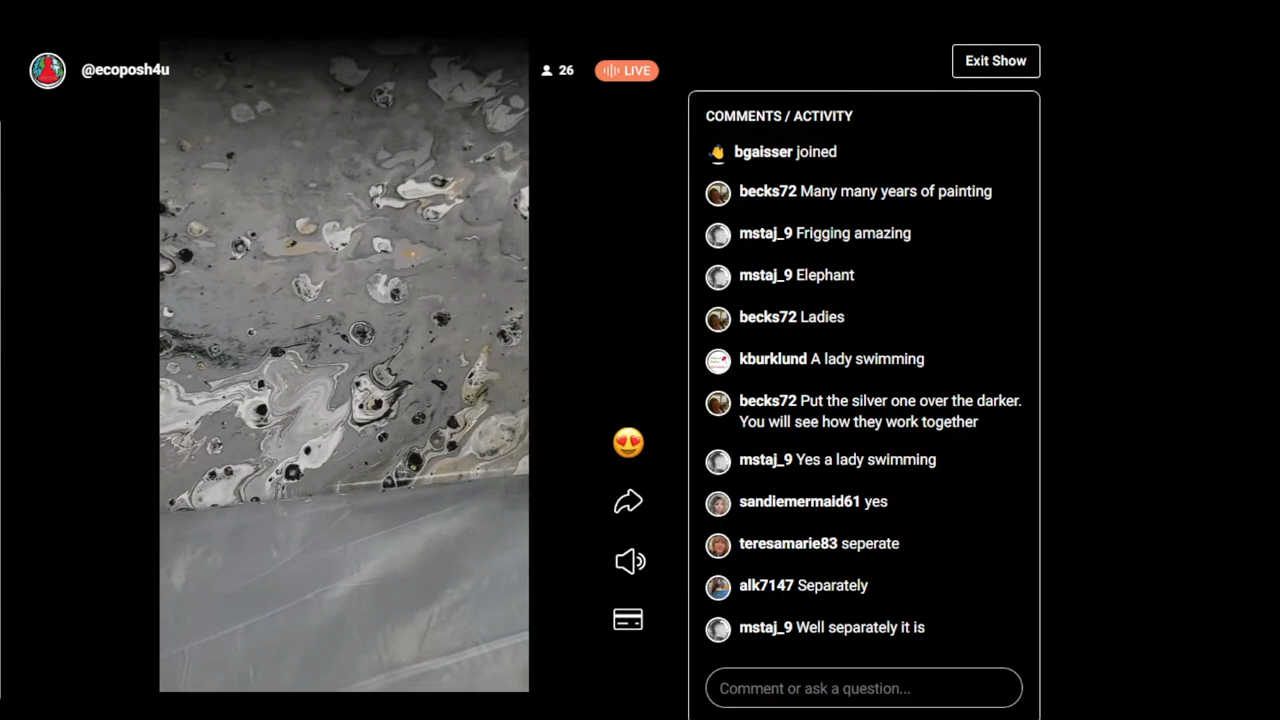 @ecoposh4u
26
LIVE
Exit Show
COMMENTS / ACTIVITY
bgaisser joined
becks72 Many many years of painting
mstaj_9 Frigging amazing
mstaj_9 Elephant
becks72 Ladies
kburklund A lady swimming
becks72 Put the silver one over the darker.
You will see how they work together
mstaj_9 Yes a lady swimming
sandiemermaid61 yes
teresamarie83 seperate
alk7147 Separately
mstaj_9 Well separately it is
Comment or ask a question...